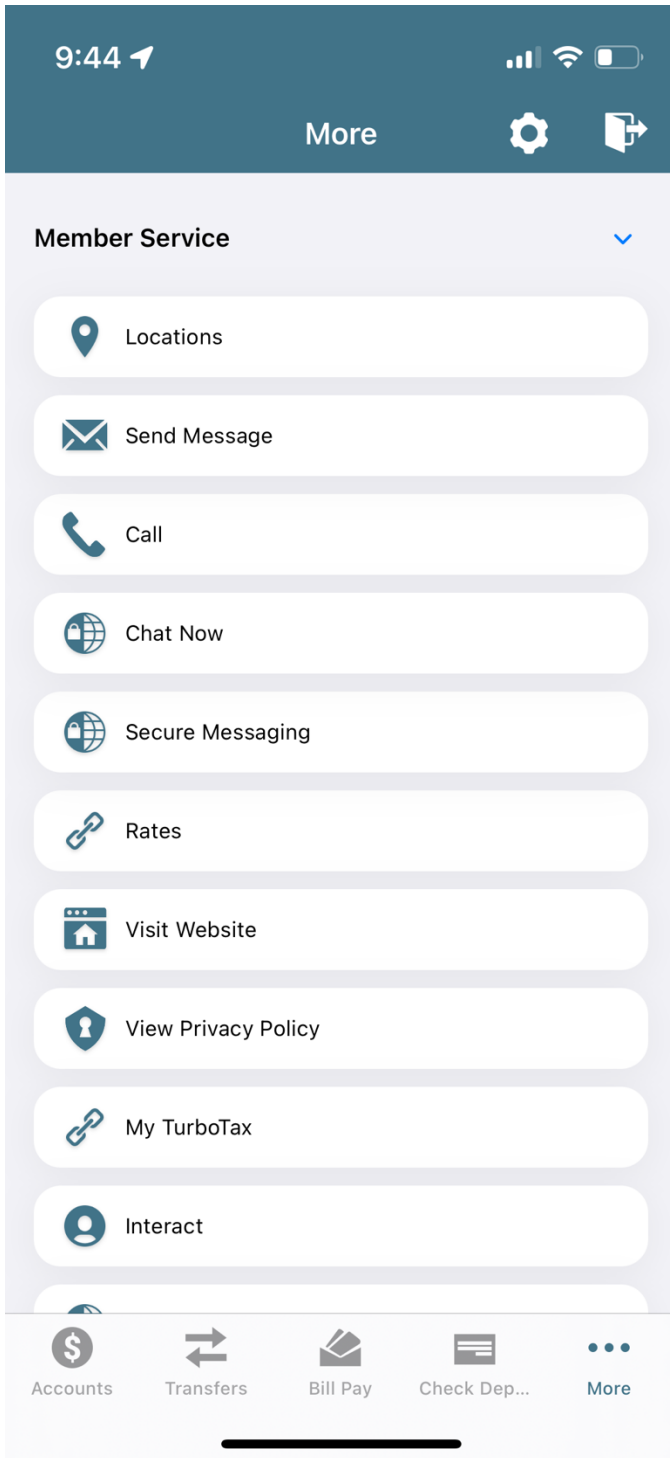 9:44
More
Member Service
Locations
Send Message
Call
Chat Now
Secure Messaging
Rates
Visit Website
View Privacy Policy
My TurboTax
Interact
Accounts
Transfers
Bill Pay
Check Dep...
More